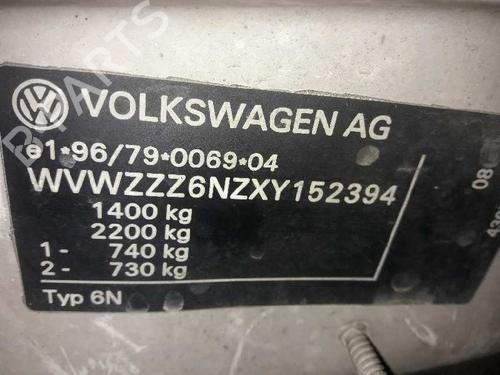 VOLKSWAGEN AG
e1*96/79*0069*04
WVWZZZ6NZXY152394
1400 kg
2200 kg
1- 740 kg
2- 730 kg
Typ 6N
PARTS